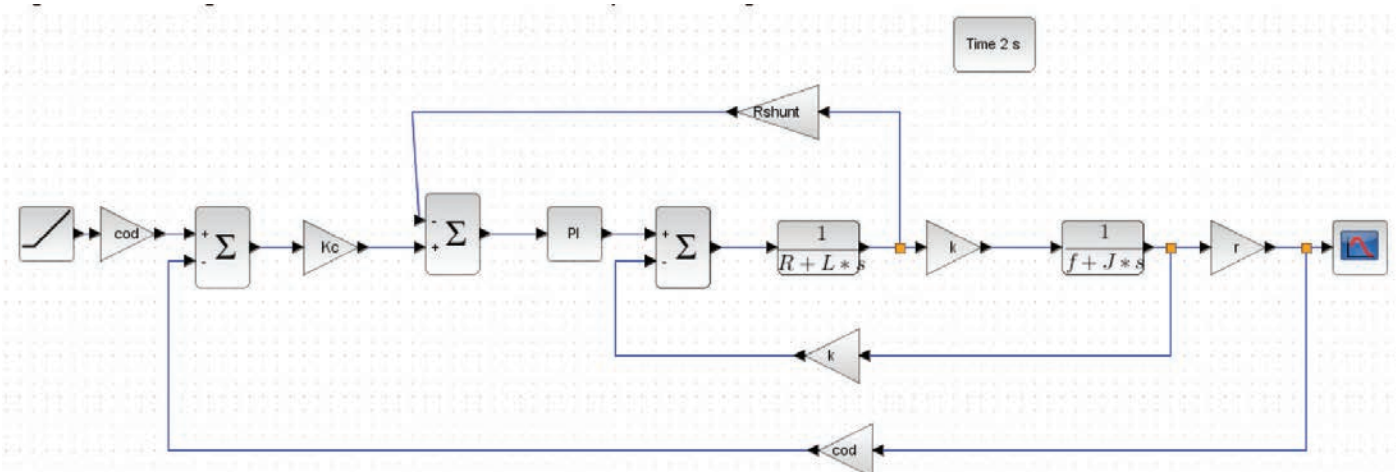 Time 2 s
Rshunt
cod
+
-
Σ
Kc
-
+
Σ
PI
+
-
Σ
1
R + L * s
k
1
f + J * s
r
k
cod